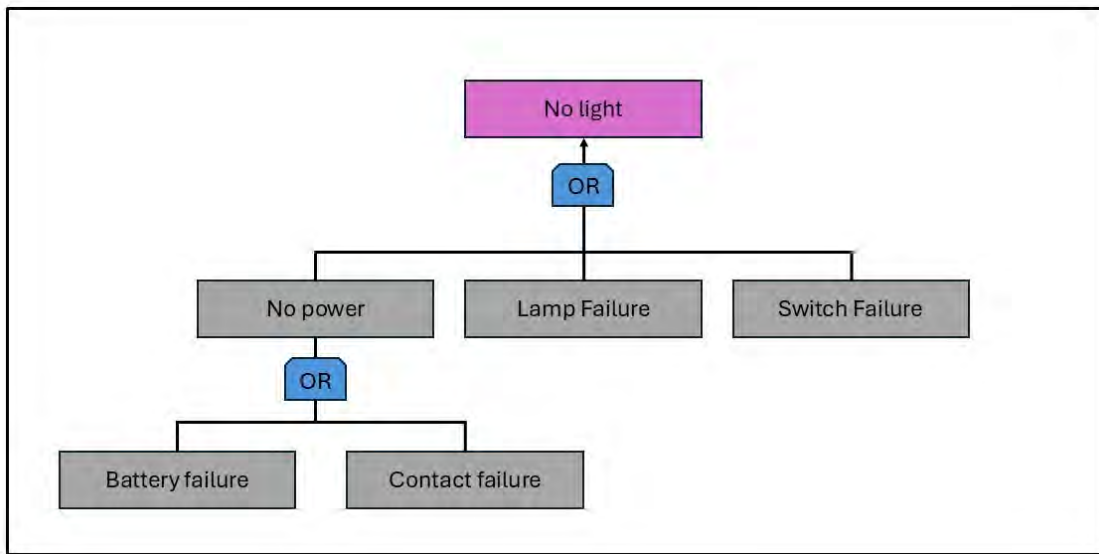 No light
OR
No power
Lamp Failure
Switch Failure
OR
Battery failure
Contact failure